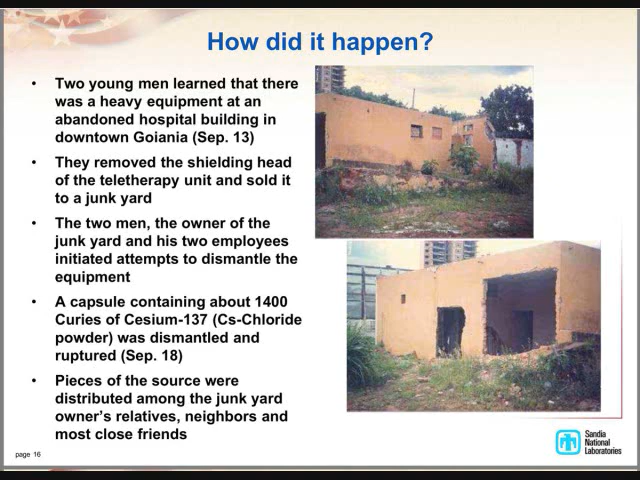 How did it happen?
• Two young men learned that there
was a heavy equipment at an
abandoned hospital building in
downtown Goiania (Sep. 13)
• They removed the shielding head
of the teletherapy unit and sold it
to a junk yard
• The two men, the owner of the
junk yard and his two employees
initiated attempts to dismantle the
equipment
• A capsule containing about 1400
Curies of Cesium-137 (Cs-Chloride
powder) was dismantled and
ruptured (Sep. 18)
• Pieces of the source were
distributed among the junk yard
owner's relatives, neighbors and
most close friends
page 16
Sandia
National
Laboratories